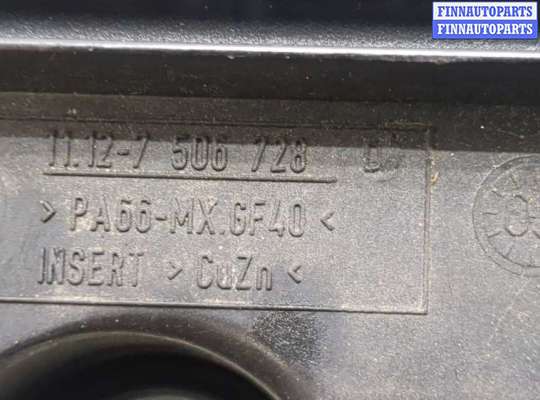 FINNAUTOPARTS
FINNAUTOPARTS
11.12-7 506 728
> PA66-MX.GF40 <
INSERT > CuZn <